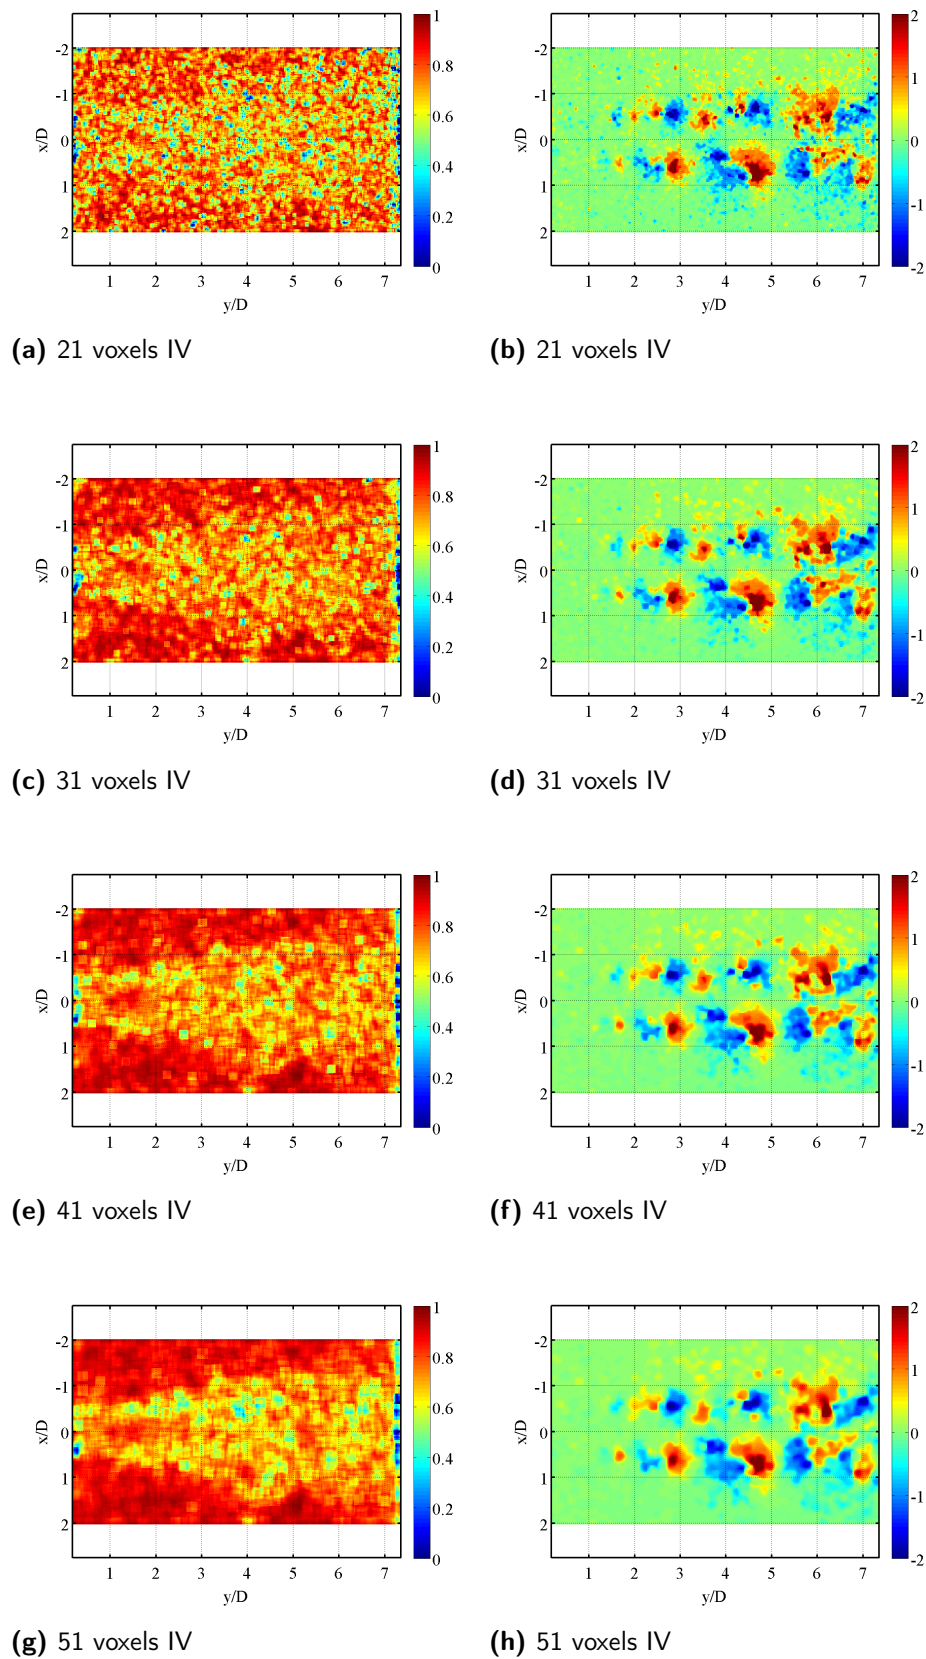 1
-2
0.8
-1
0.6
x/D
0
0.4
1
0.2
2
0
1 2 3 4 5 6 7
y/D
2
-2
1
-1
x/D
0
0
1
-1
2
-2
1 2 3 4 5 6 7
y/D
(a) 21 voxels IV
(b) 21 voxels IV
1
-2
0.8
-1
0.6
x/D
0
0.4
1
0.2
2
0
1 2 3 4 5 6 7
y/D
2
-2
1
-1
x/D
0
0
1
-1
2
-2
1 2 3 4 5 6 7
y/D
(c) 31 voxels IV
(d) 31 voxels IV
1
-2
0.8
-1
0.6
x/D
0
0.4
1
0.2
2
0
1 2 3 4 5 6 7
y/D
2
-2
1
-1
x/D
0
0
1
-1
2
-2
1 2 3 4 5 6 7
y/D
(e) 41 voxels IV
(f) 41 voxels IV
1
-2
0.8
-1
0.6
x/D
0
0.4
1
0.2
2
0
1 2 3 4 5 6 7
y/D
2
-2
1
-1
x/D
0
0
1
-1
2
-2
1 2 3 4 5 6 7
y/D
(g) 51 voxels IV
(h) 51 voxels IV